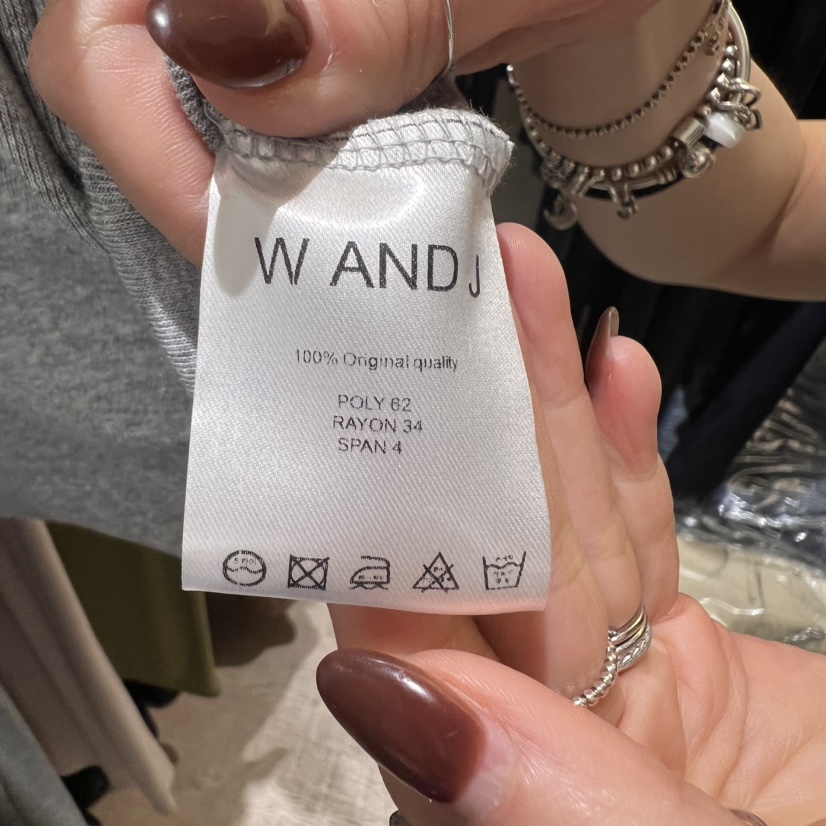 W AND J
100% Original quality
POLY 62
RAYON 34
SPAN 4